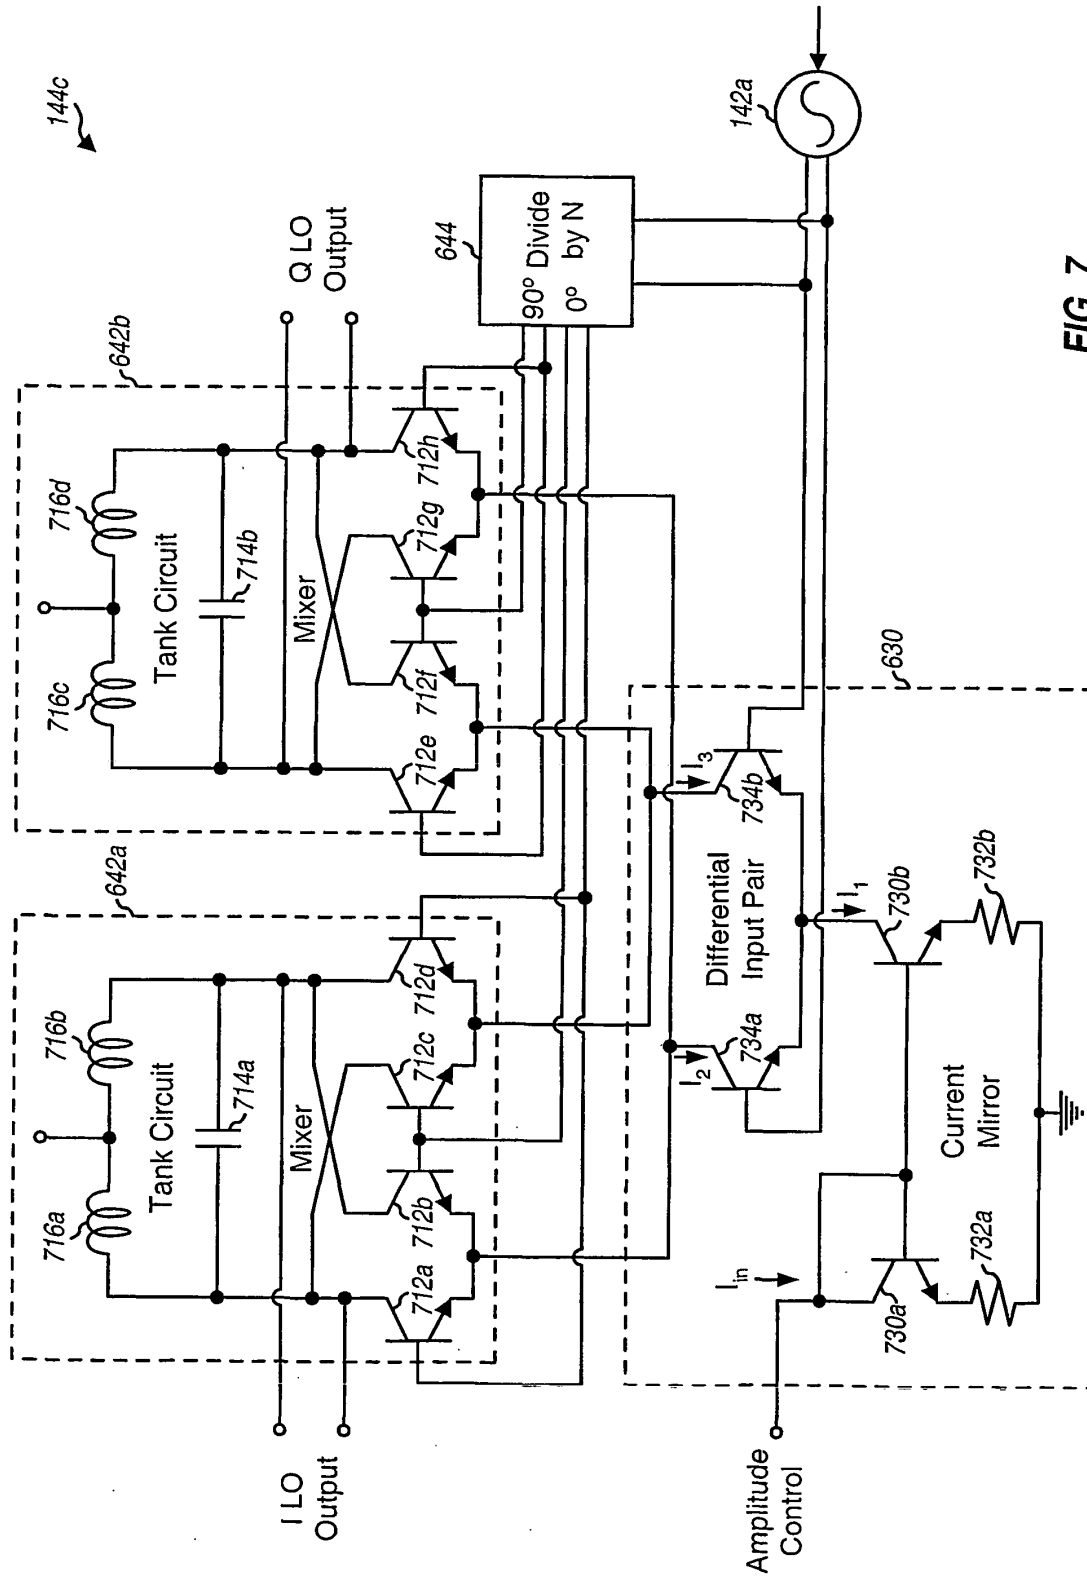 144c
642a
642b
716a
716b
716c
716d
Tank Circuit
714a
Tank Circuit
714b
I LO
Output
Q LO
Output
Mixer
Mixer
712a
712b
712c
712d
712e
712f
712g
712h
644
90° Divide
0° by N
142a
630
I2
734a
Differential
Input Pair
I3
734b
Amplitude
Control
Iin
I1
730a
730b
732a
Current
Mirror
732b
FIG. 7